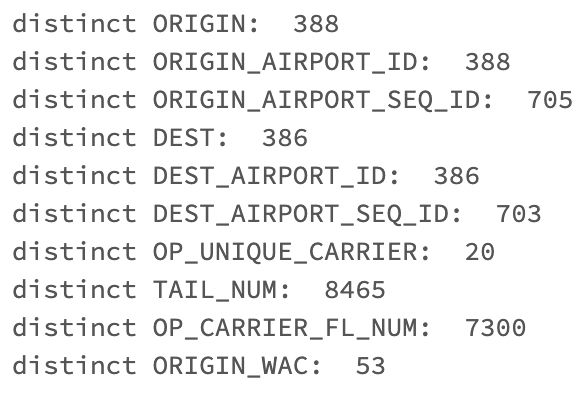 distinct ORIGIN:  388
distinct ORIGIN_AIRPORT_ID:  388
distinct ORIGIN_AIRPORT_SEQ_ID:  705
distinct DEST:  386
distinct DEST_AIRPORT_ID:  386
distinct DEST_AIRPORT_SEQ_ID:  703
distinct OP_UNIQUE_CARRIER:  20
distinct TAIL_NUM:  8465
distinct OP_CARRIER_FL_NUM:  7300
distinct ORIGIN_WAC:  53